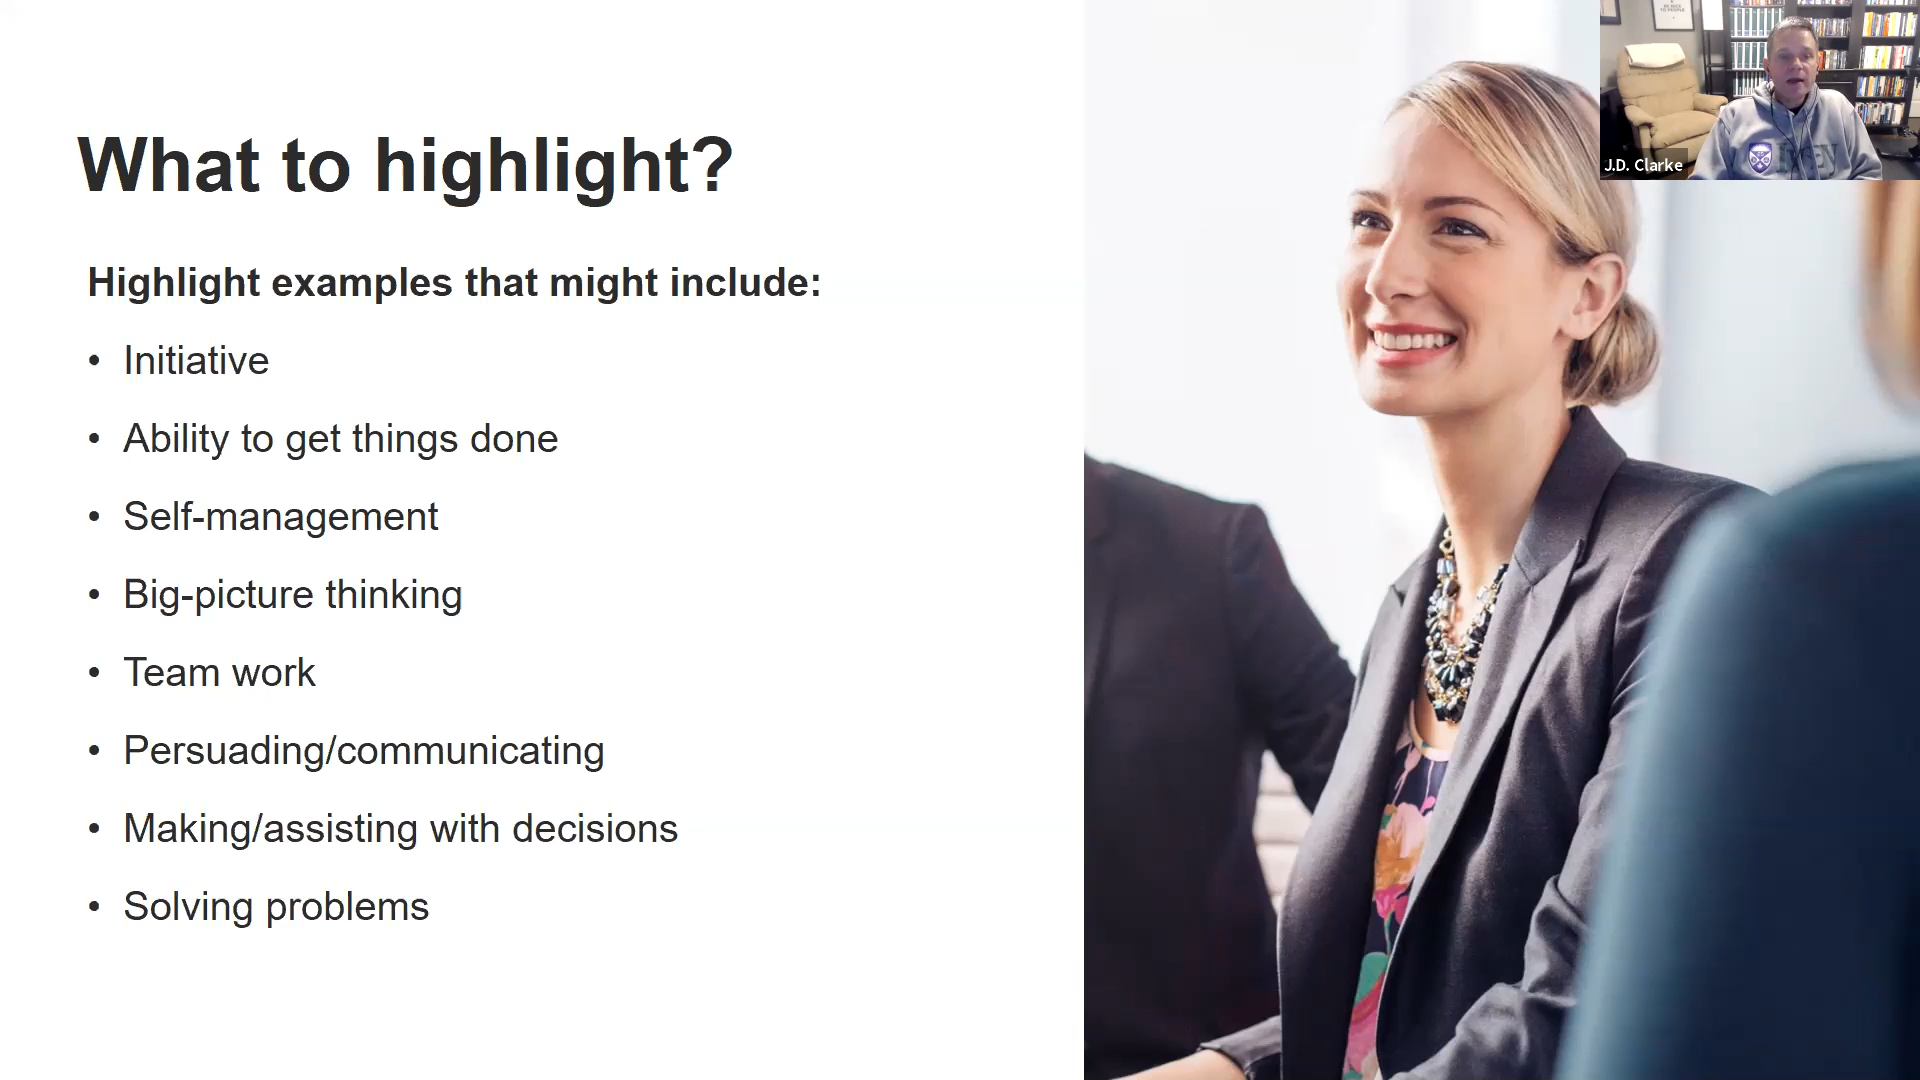 What to highlight?
Highlight examples that might include:
• Initiative
• Ability to get things done
• Self-management
• Big-picture thinking
• Team work
• Persuading/communicating
• Making/assisting with decisions
• Solving problems
J.D. Clarke